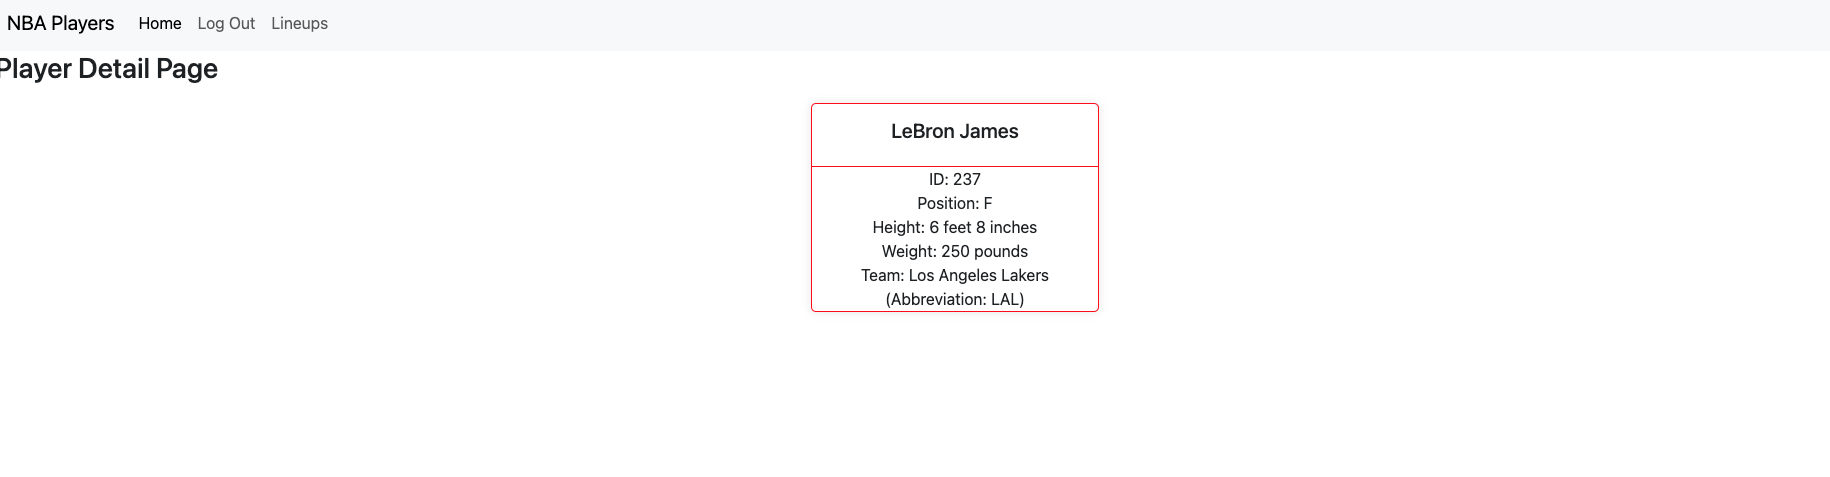 NBA Players Home Log Out Lineups
Player Detail Page
LeBron James
ID: 237
Position: F
Height: 6 feet 8 inches
Weight: 250 pounds
Team: Los Angeles Lakers
(Abbreviation: LAL)